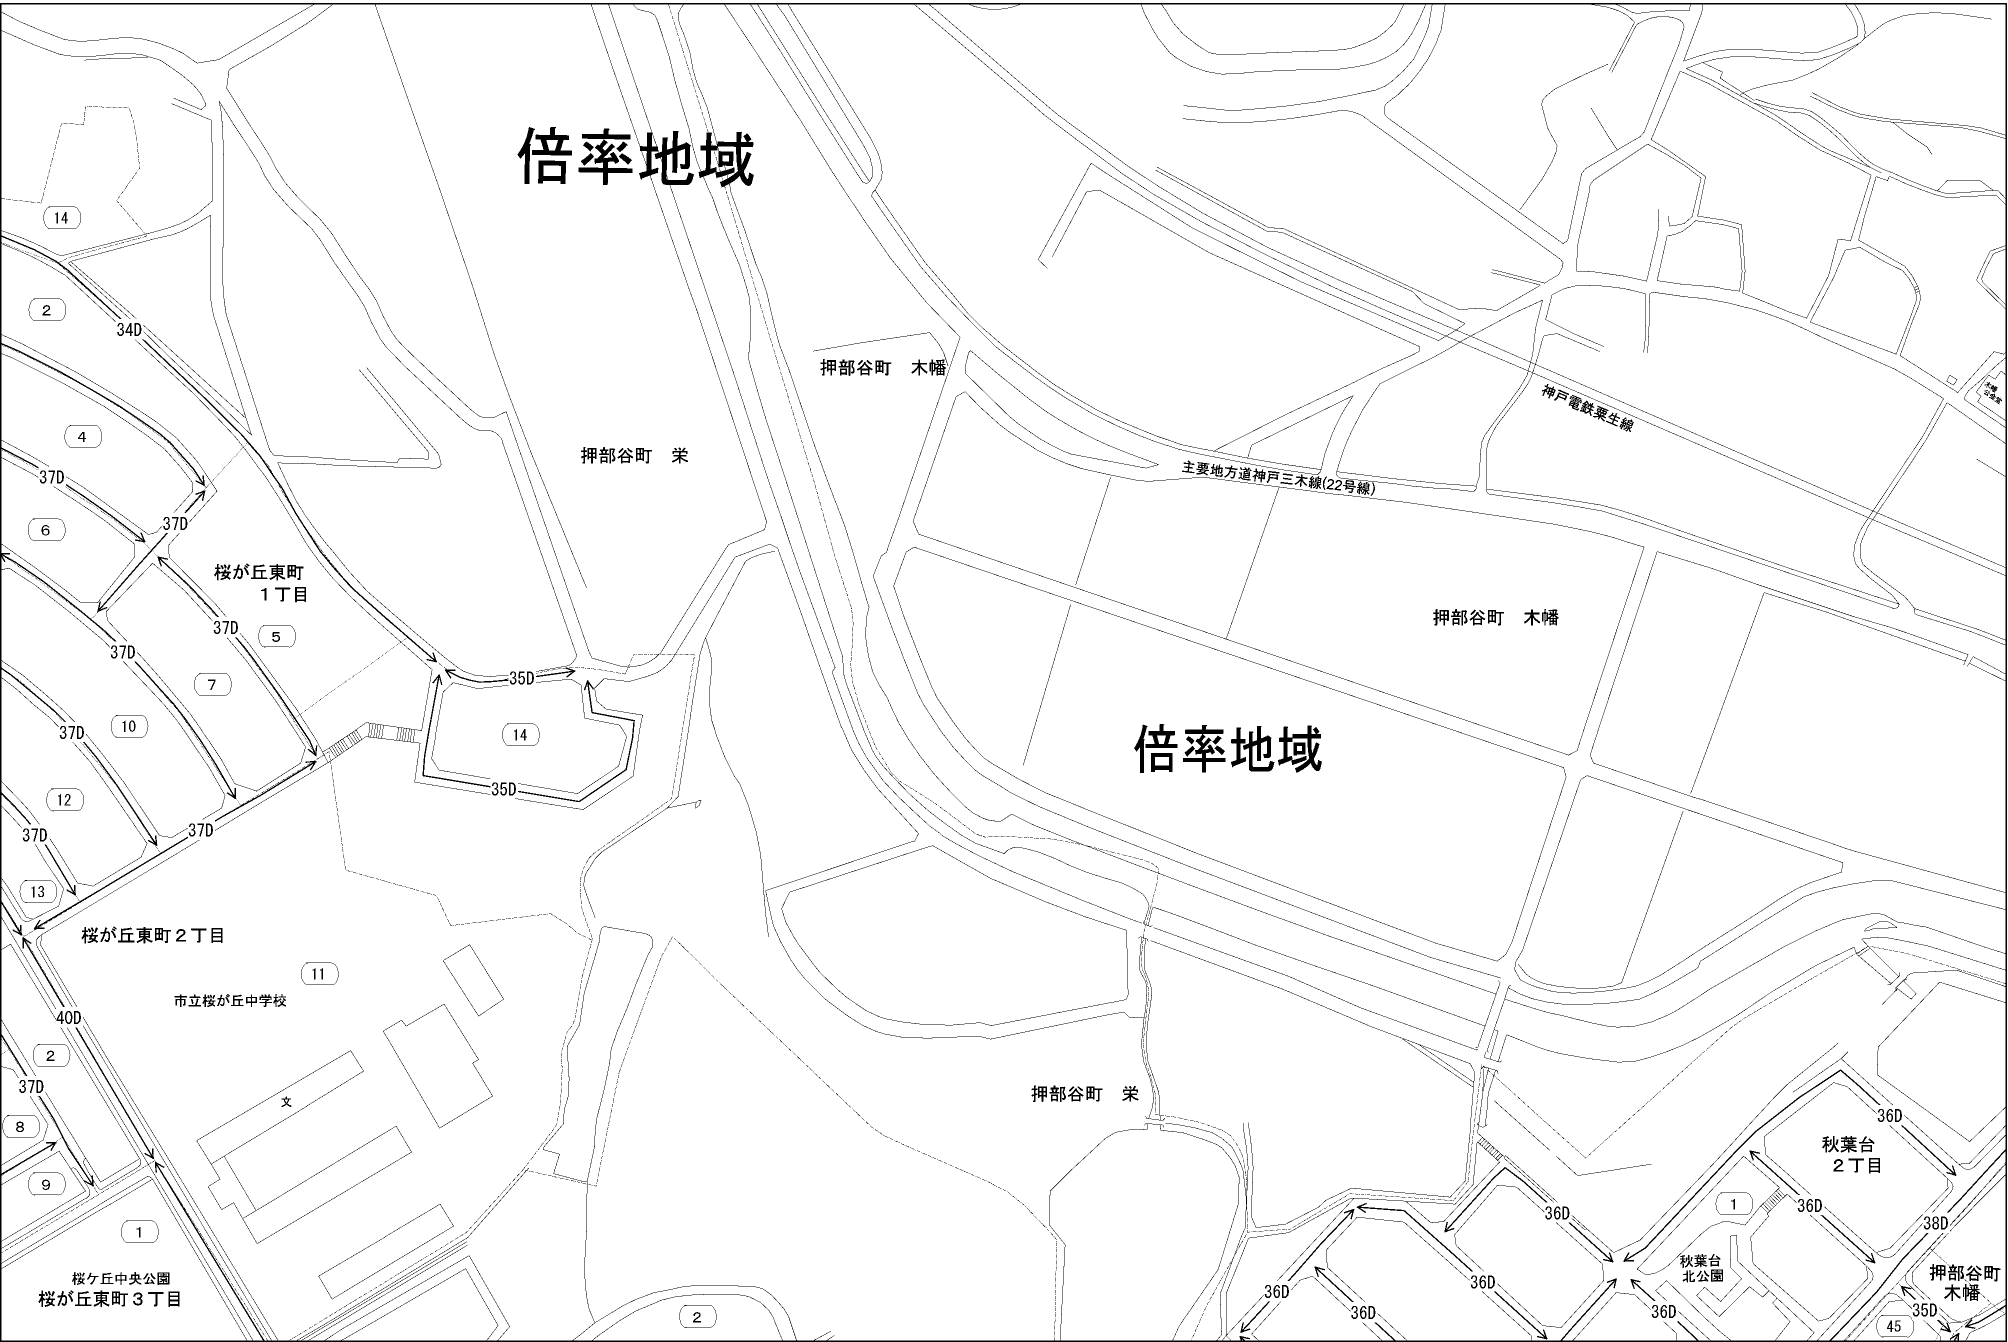 倍率地域
14
2
34D
押部谷町　木幡
木幡
公会堂
神戸電鉄粟生線
4
押部谷町　栄
37D
主要地方道神戸三木線(22号線)
37D
6
桜が丘東町
１丁目
押部谷町　木幡
37D
5
37D
7
35D
10
37D
14
倍率地域
35D
12
37D
37D
13
桜が丘東町２丁目
11
市立桜が丘中学校
40D
2
37D
押部谷町　栄
文
36D
8
秋葉台
２丁目
9
1
36D
36D
38D
1
秋葉台
北公園
桜ケ丘中央公園
桜が丘東町３丁目
押部谷町
木幡
36D
36D
36D
36D
35D
2
45